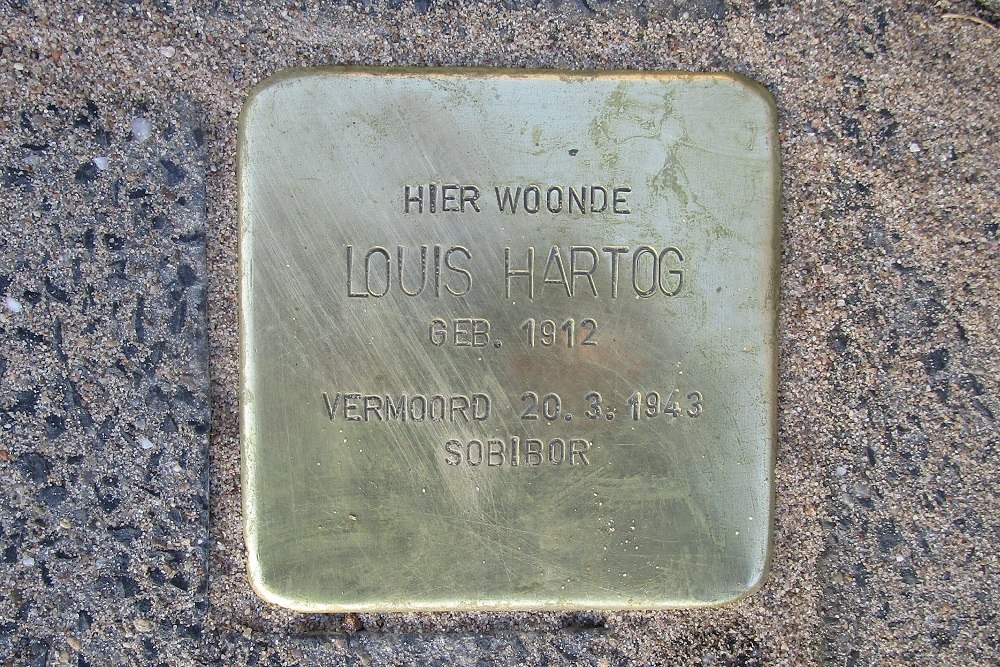 HIER WOONDE
LOUIS HARTOG
GEB. 1912
VERMOORD 20.3.1943
SOBIBOR